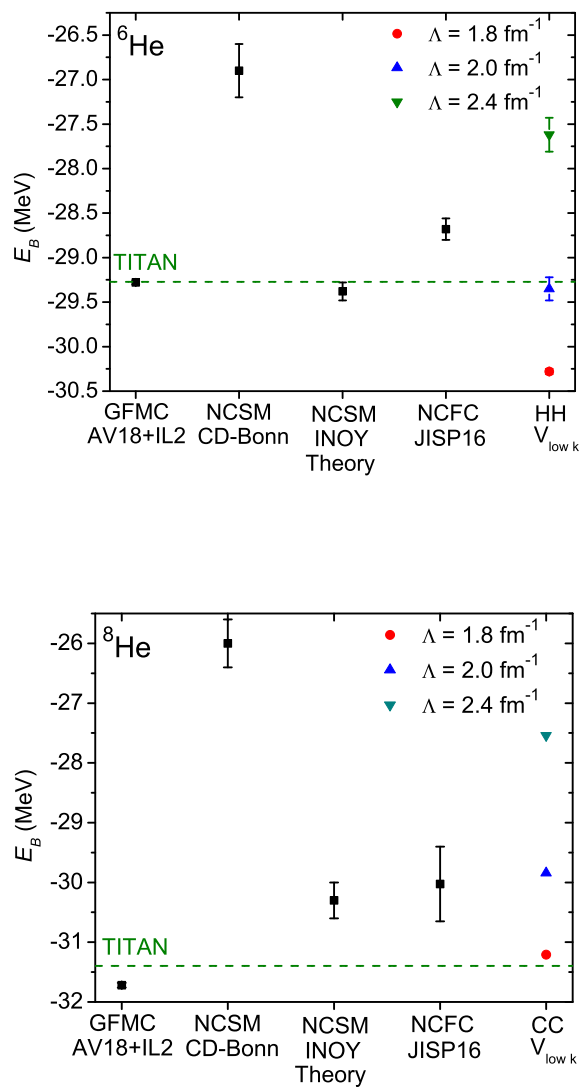 ⁶He
Λ = 1.8 fm⁻¹
Λ = 2.0 fm⁻¹
Λ = 2.4 fm⁻¹
-26.5
-27.0
-27.5
-28.0
-28.5
-29.0
-29.5
-30.0
-30.5
E_B (MeV)
TITAN
GFMC NCSM NCSM NCFC HH
AV18+IL2 CD-Bonn INOY JISP16 V_low k
Theory
⁸He
Λ = 1.8 fm⁻¹
Λ = 2.0 fm⁻¹
Λ = 2.4 fm⁻¹
-26
-27
-28
-29
-30
-31
-32
E_B (MeV)
TITAN
GFMC NCSM NCSM NCFC CC
AV18+IL2 CD-Bonn INOY JISP16 V_low k
Theory